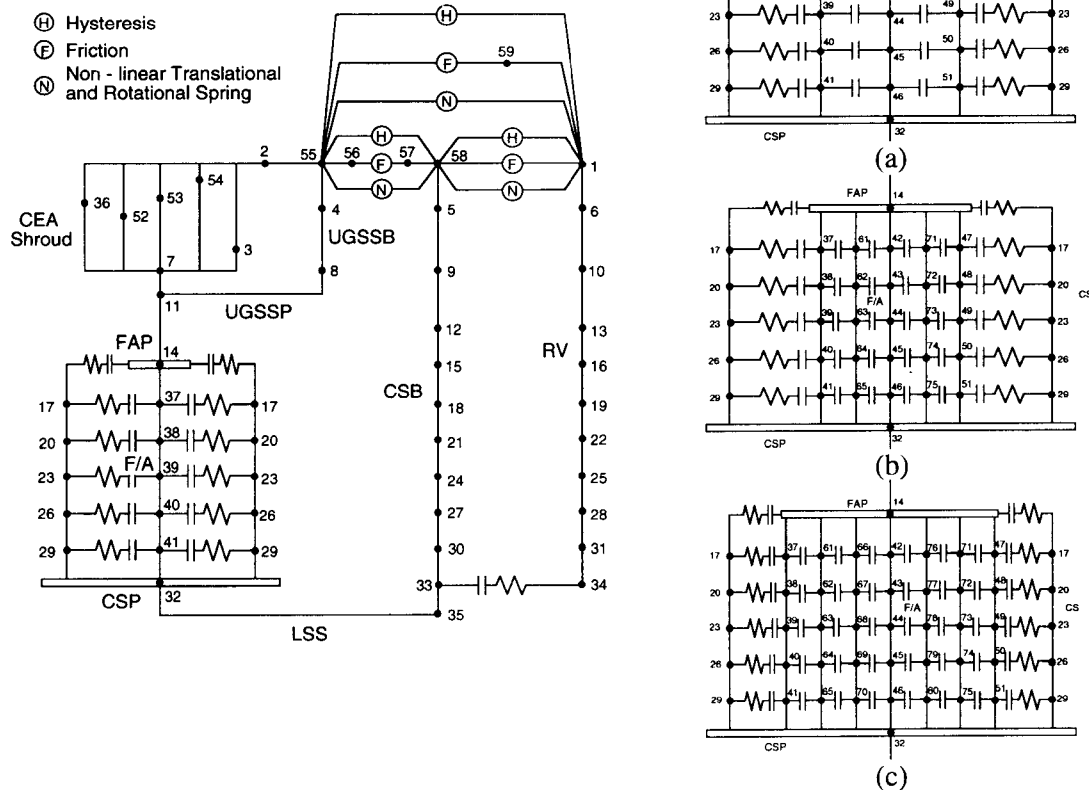 H Hysteresis
F Friction
N Non - linear Translational
and Rotational Spring
H
F 59
N
H H
2 55 56 F 57 58 F 1
N N
36 52 53 54
CEA
Shroud
3
4 5 6
UGSSB
7 8 9 10
11
UGSSP
12 13
FAP 14
15 RV 16
CSB
17 37 17 18 19
20 38 20 21 22
23 F/A 39 23 24 25
26 40 26 27 28
29 41 29 30 31
CSP 32
33 34
LSS 35
23 39 44 49 23
26 40 45 50 26
29 41 46 51 29
CSP 32
(a)
FAP 14
17 37 61 42 71 47 17
20 38 62 43 72 48 20
F/A CS
23 39 63 44 73 49 23
26 40 64 45 74 50 26
29 41 65 46 75 51 29
CSP 32
(b)
FAP 14
17 37 61 66 42 76 71 47 17
20 38 62 67 43 77 72 48 20
F/A CS
23 39 63 68 44 78 73 49 23
26 40 64 69 45 79 74 50 26
29 41 65 70 46 60 75 51 29
CSP 32
(c)